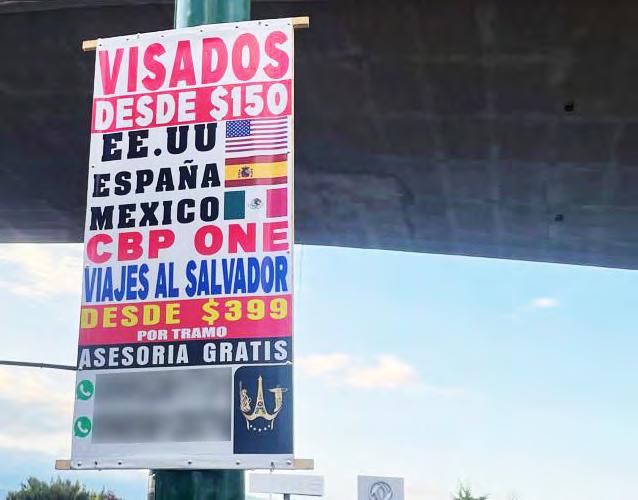 VISADOS
DESDE $150
EE.UU
ESPAÑA
MEXICO
CBP ONE
VIAJES AL SALVADOR
DESDE $399
POR TRAMO
ASESORIA GRATIS